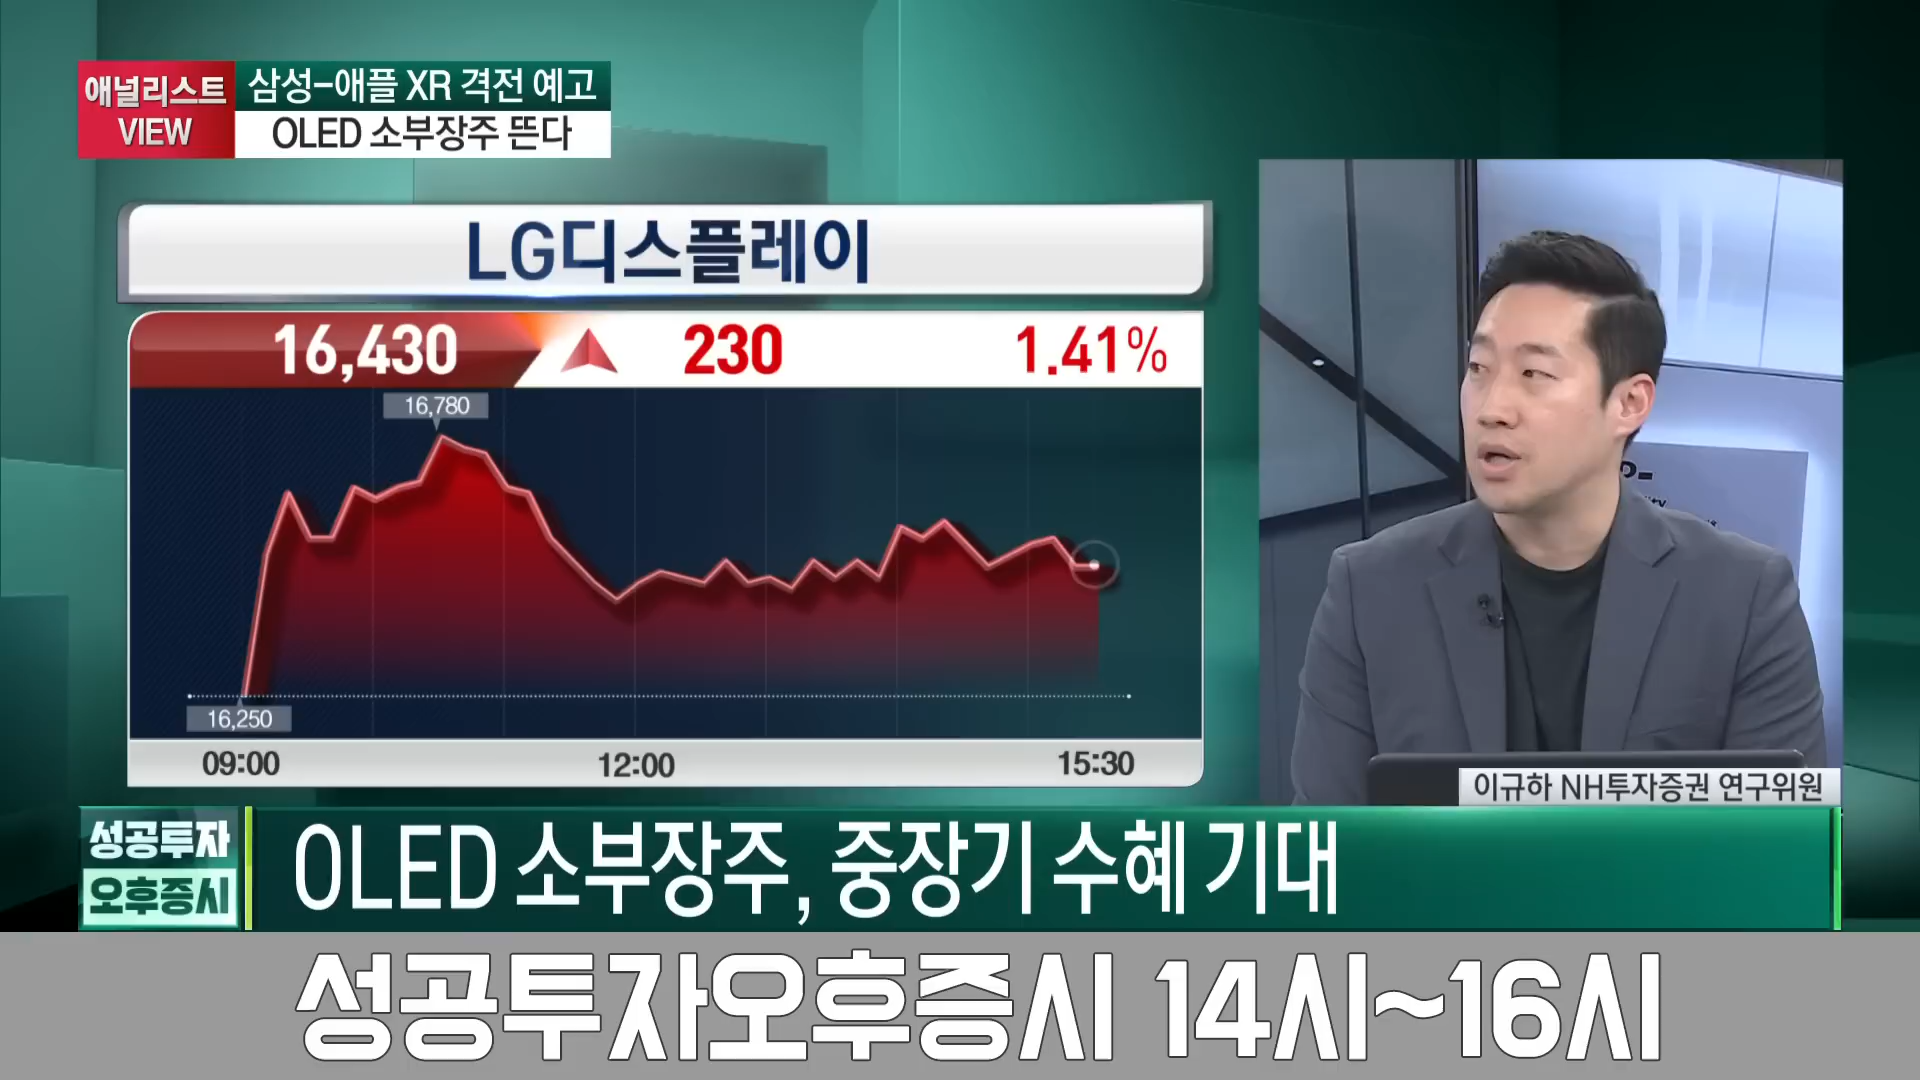 애널리스트
VIEW
삼성-애플 XR 격전 예고
OLED 소부장주 뜬다
LG디스플레이
16,430
230
1.41%
16,780
16,250
09:00
12:00
15:30
이규하 NH투자증권 연구위원
성공투자
오후증시
OLED 소부장주, 중장기 수혜 기대
성공투자오후증시 14시~16시